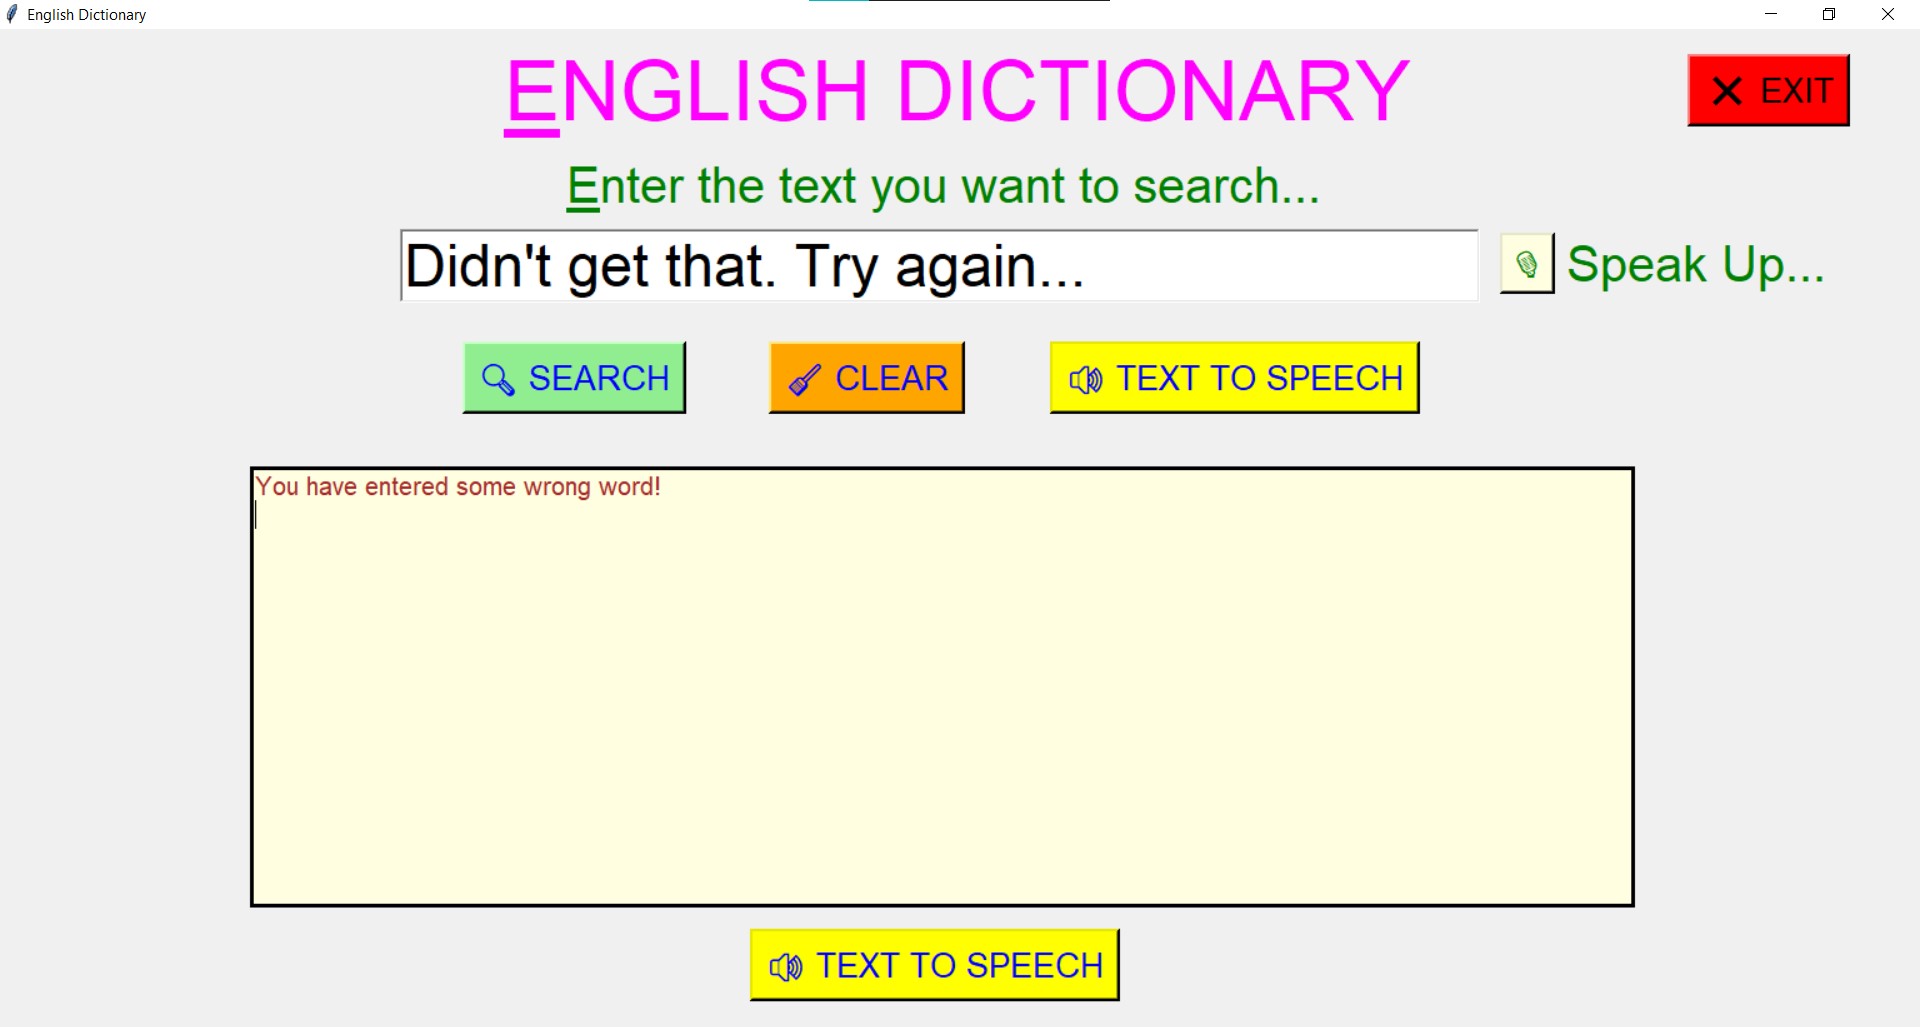 English Dictionary
ENGLISH DICTIONARY
EXIT
Enter the text you want to search...
Didn't get that. Try again...
Speak Up...
SEARCH
CLEAR
TEXT TO SPEECH
You have entered some wrong word!
TEXT TO SPEECH